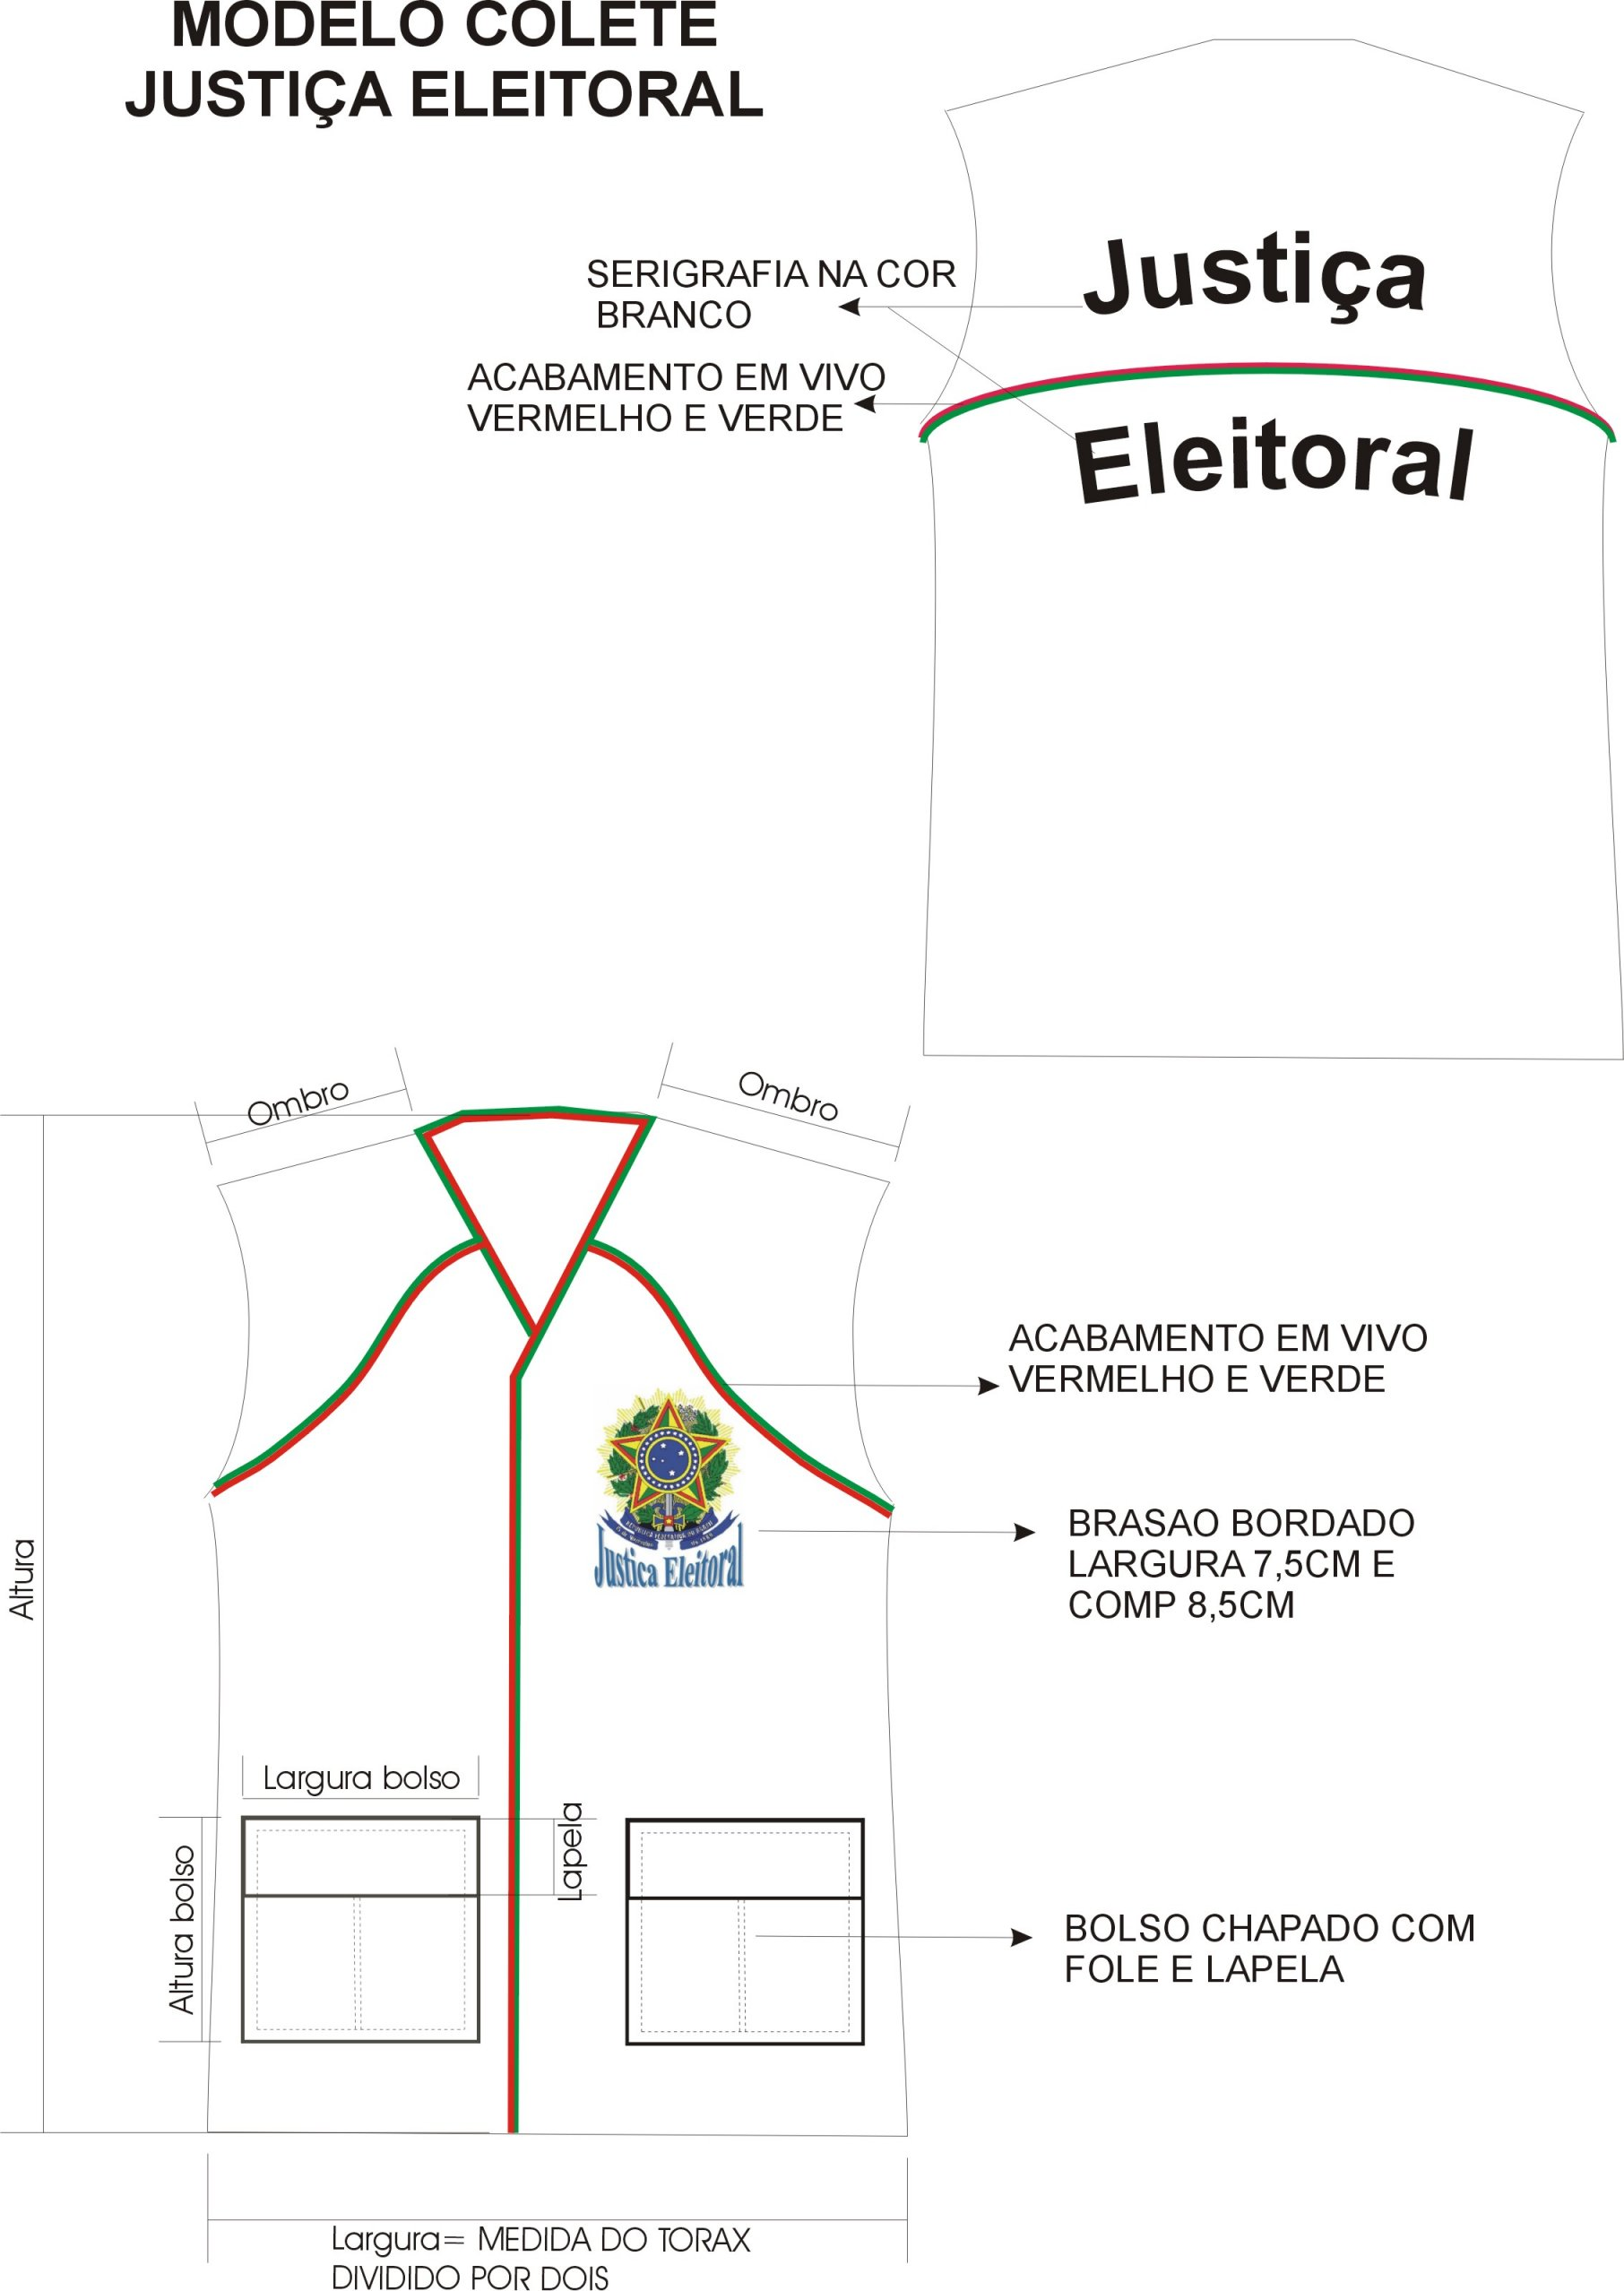 MODELO COLETE
JUSTIÇA ELEITORAL
SERIGRAFIA NA COR
BRANCO
ACABAMENTO EM VIVO
VERMELHO E VERDE
Justiça
Eleitoral
Ombro
Ombro
ACABAMENTO EM VIVO
VERMELHO E VERDE
Justiça Eleitoral
BRASAO BORDADO
LARGURA 7,5CM E
COMP 8,5CM
Altura
Largura bolso
Lapela
Altura bolso
BOLSO CHAPADO COM
FOLE E LAPELA
Largura= MEDIDA DO TORAX
DIVIDIDO POR DOIS